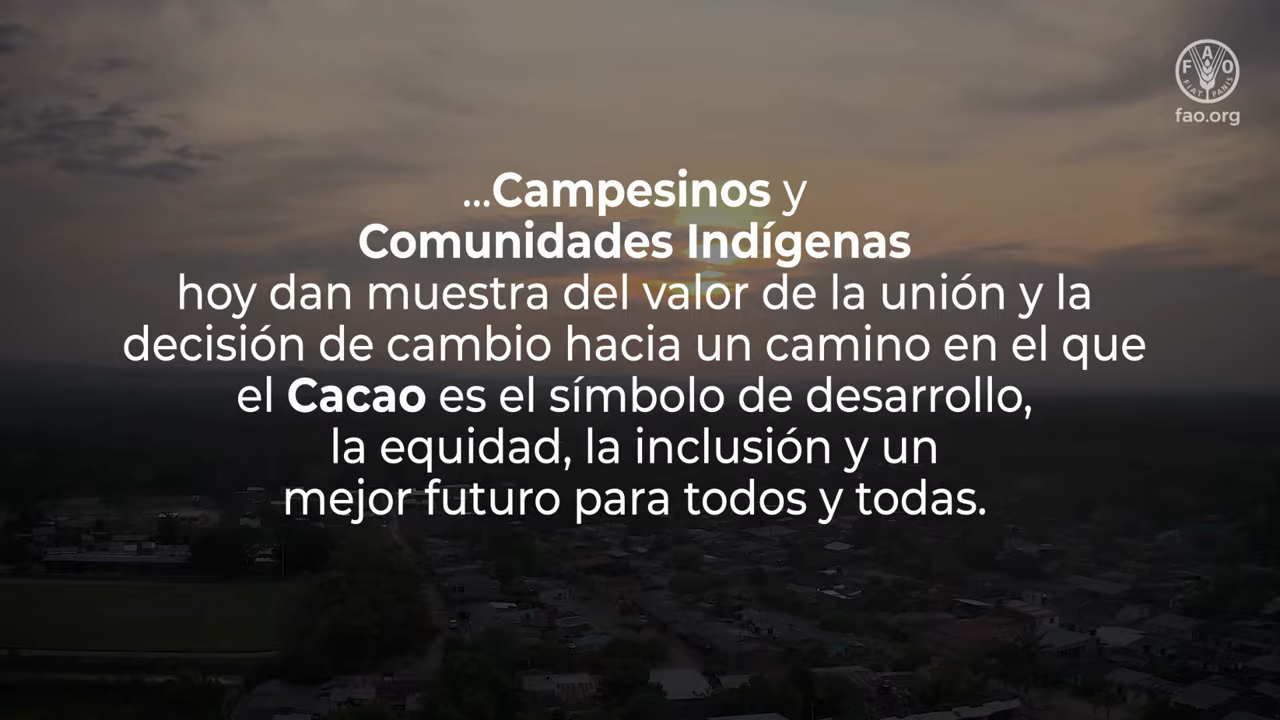 F A O
FIAT PANIS
fao.org
...Campesinos y
Comunidades Indígenas
hoy dan muestra del valor de la unión y la
decisión de cambio hacia un camino en el que
el Cacao es el símbolo de desarrollo,
la equidad, la inclusión y un
mejor futuro para todos y todas.